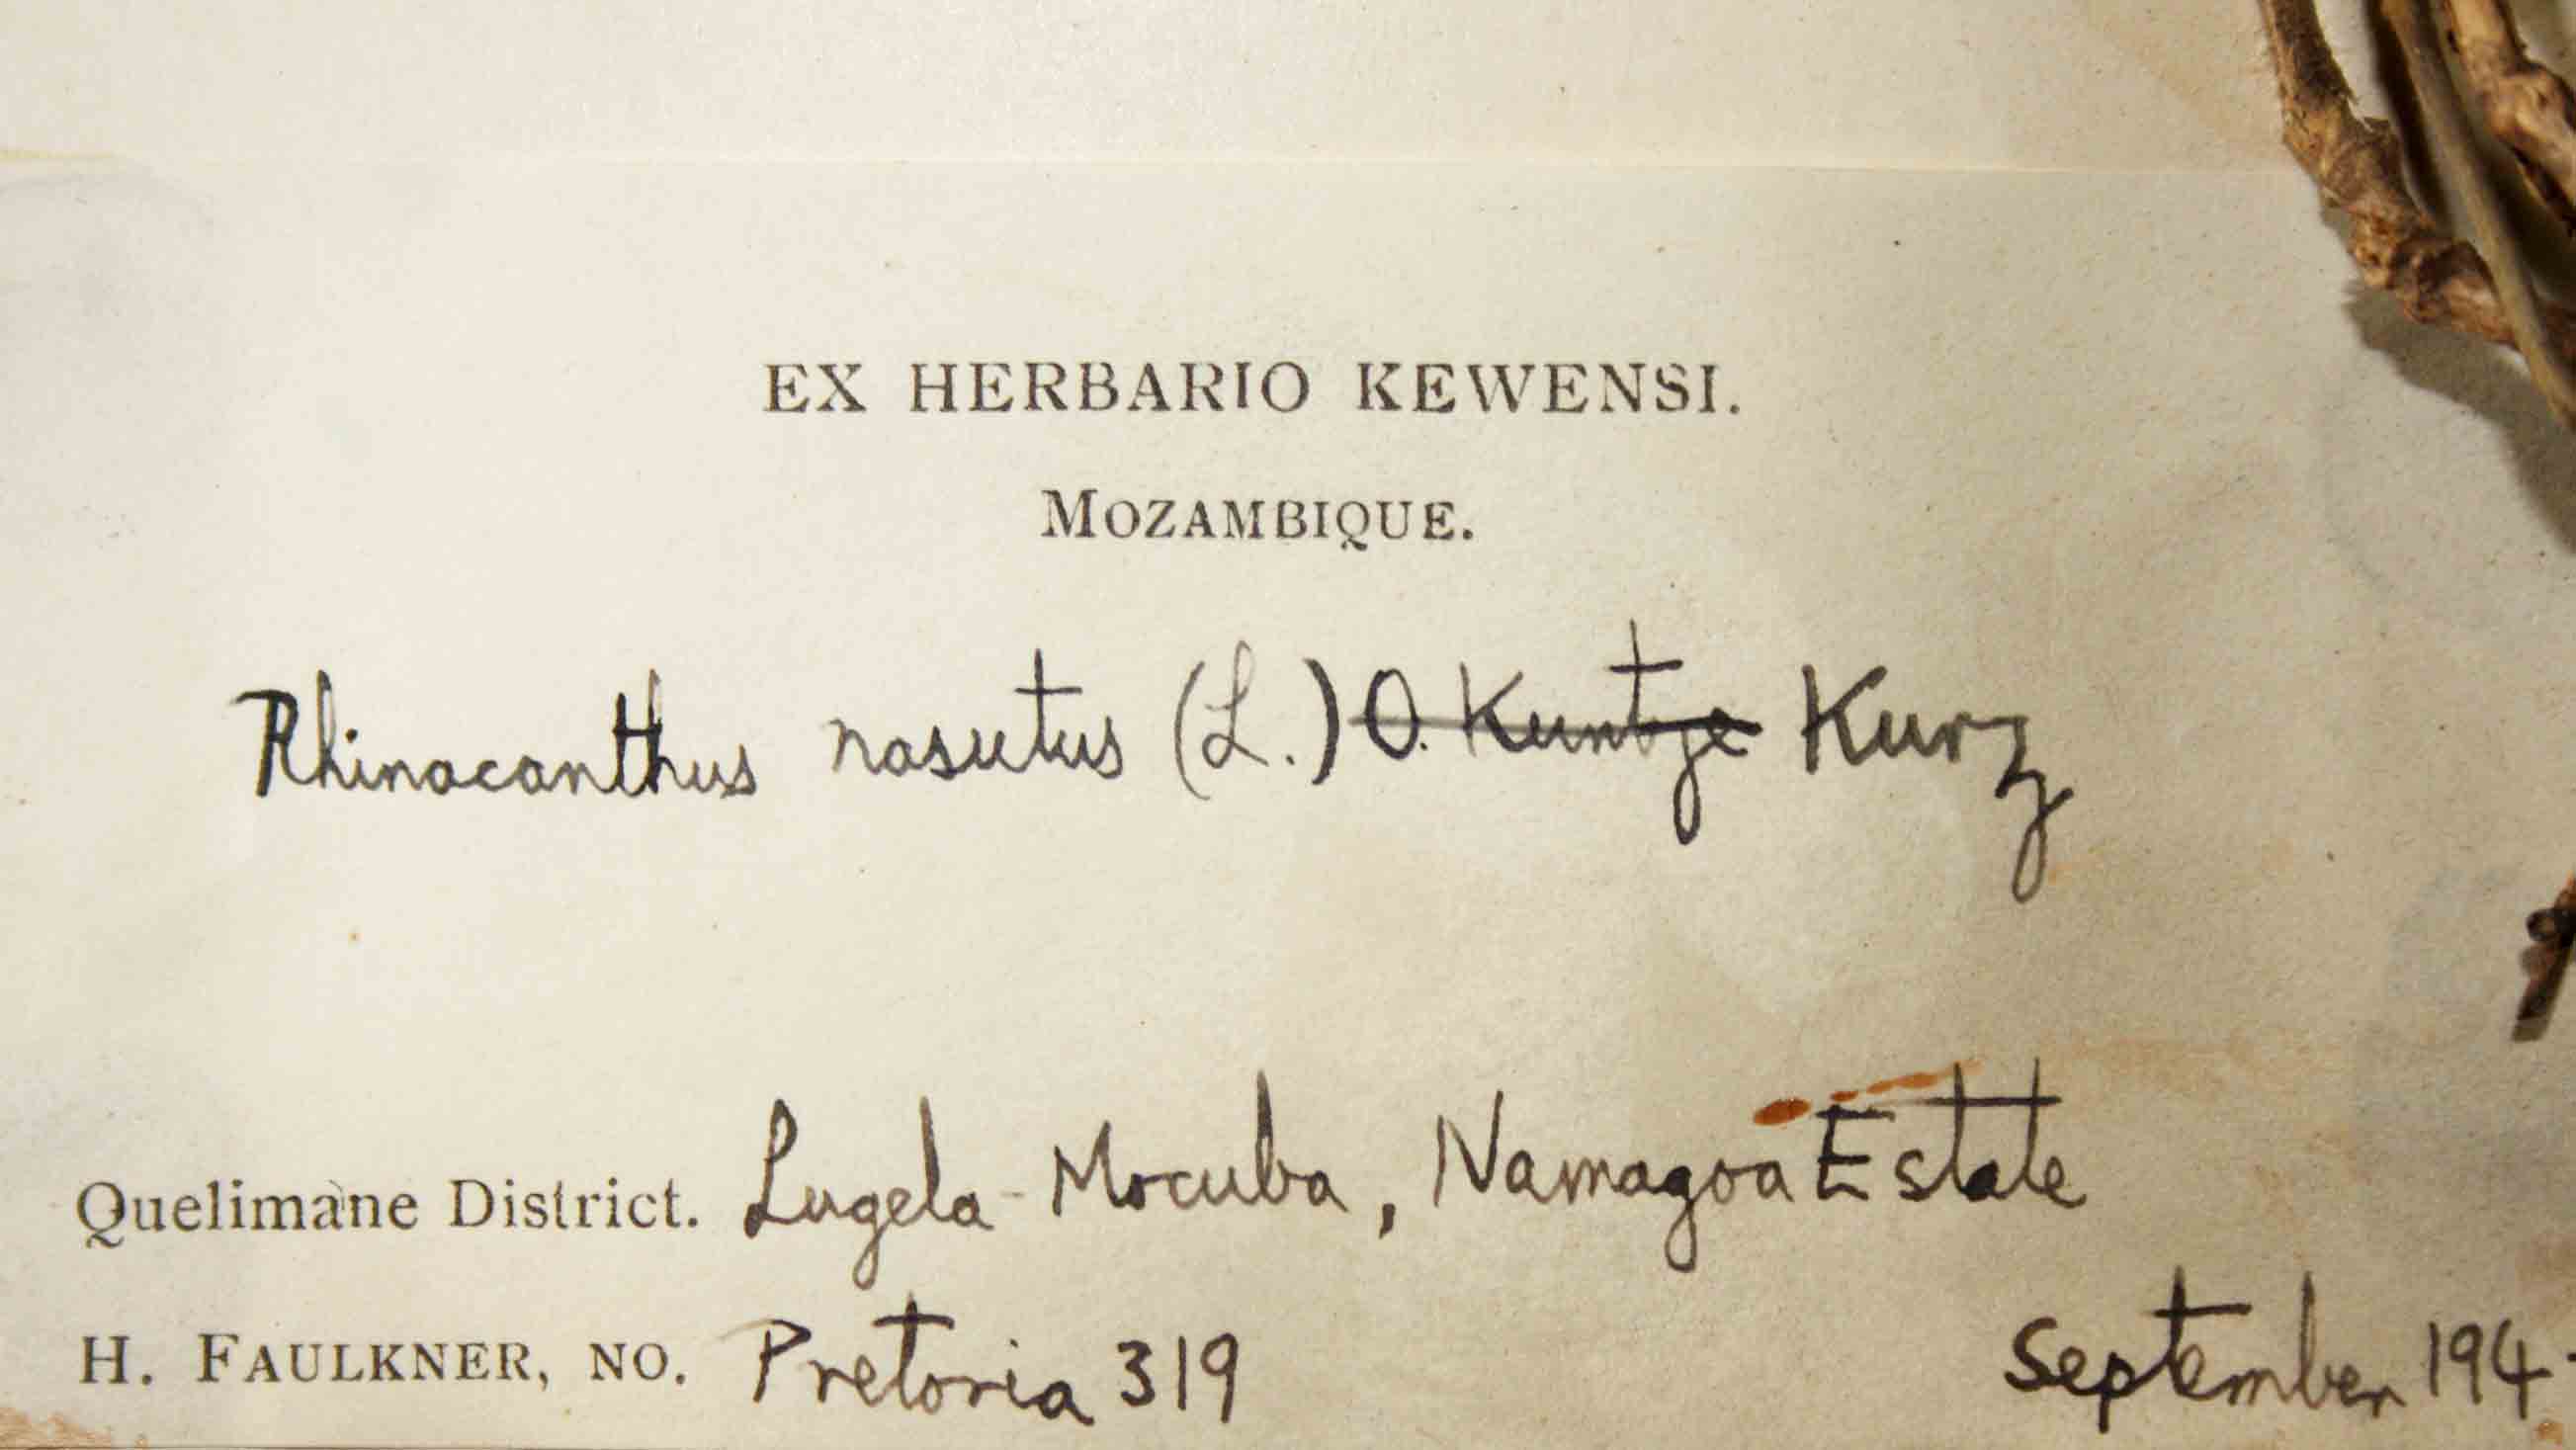 EX HERBARIO KEWENSI.
MOZAMBIQUE.
Rhinacanthus nasutus (L.) O. Kuntze Kurz
Quelimane District. Lugela-Mocuba, Namagoa Estate
H. FAULKNER, NO. Pretoria 319 September 194